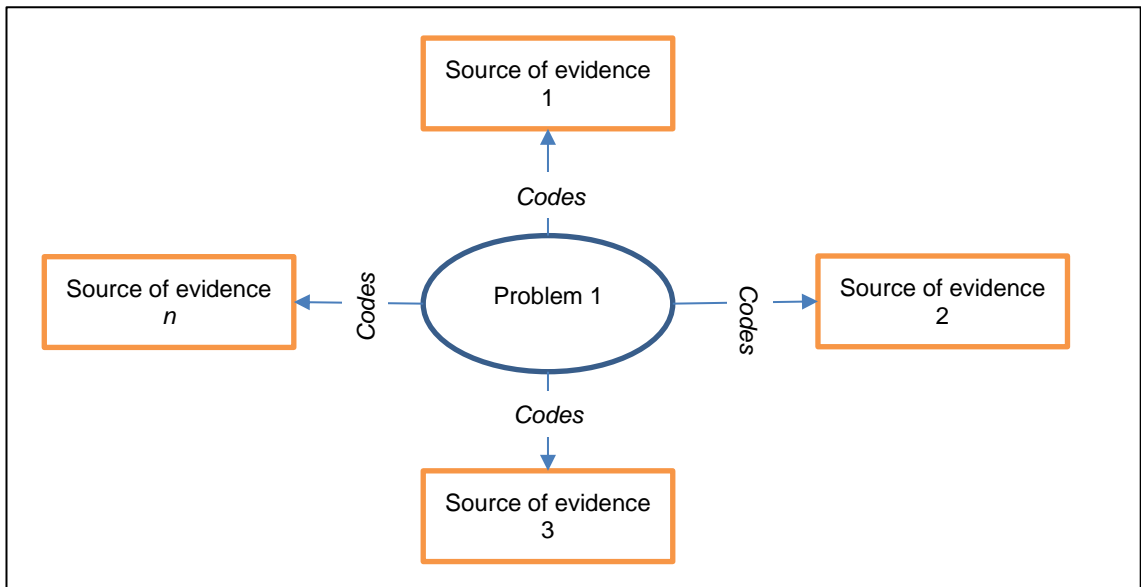 Source of evidence
1
Codes
Source of evidence
n
Codes
Problem 1
Codes
Source of evidence
2
Codes
Source of evidence
3